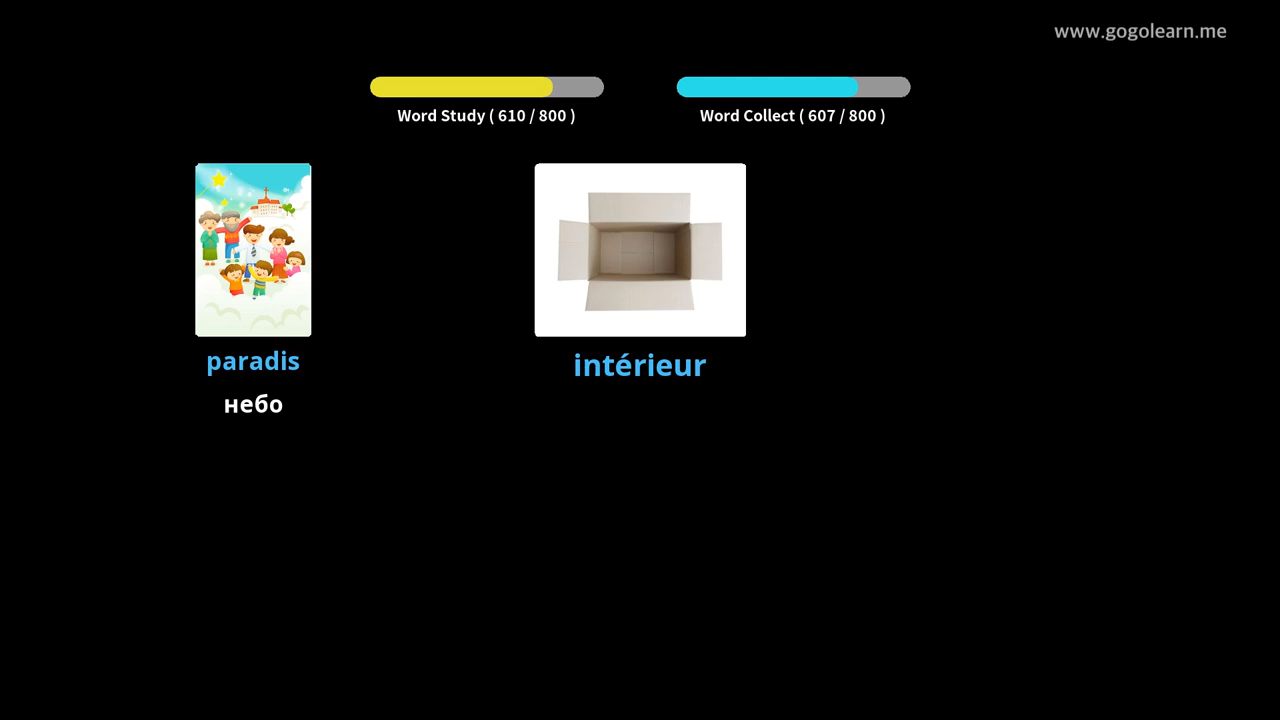 www.gogolearn.me
Word Study ( 610 / 800 )
Word Collect ( 607 / 800 )
paradis
небо
intérieur